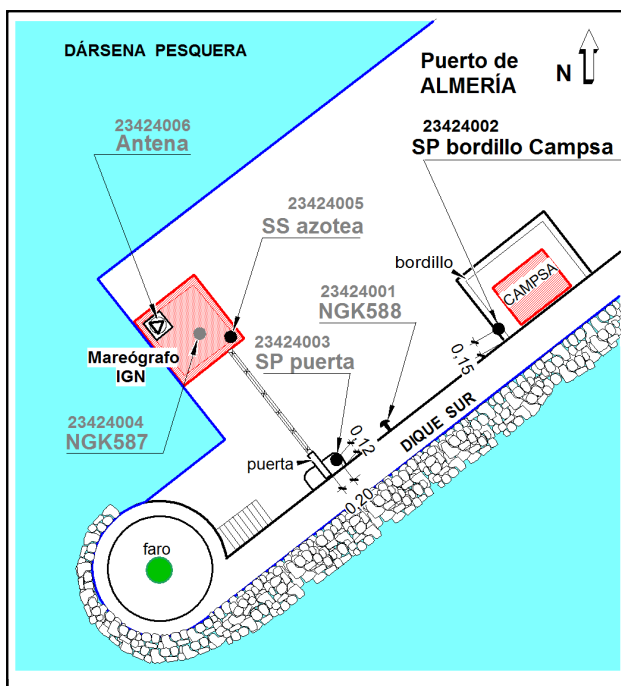 DÁRSENA PESQUERA
Puerto de
ALMERÍA
N
23424006
Antena
23424002
SP bordillo Campsa
23424005
SS azotea
bordillo
CAMPSA
23424001
NGK588
23424003
SP puerta
Mareógrafo
IGN
0,15
23424004
NGK587
0,12
DIQUE SUR
puerta
0,20
faro